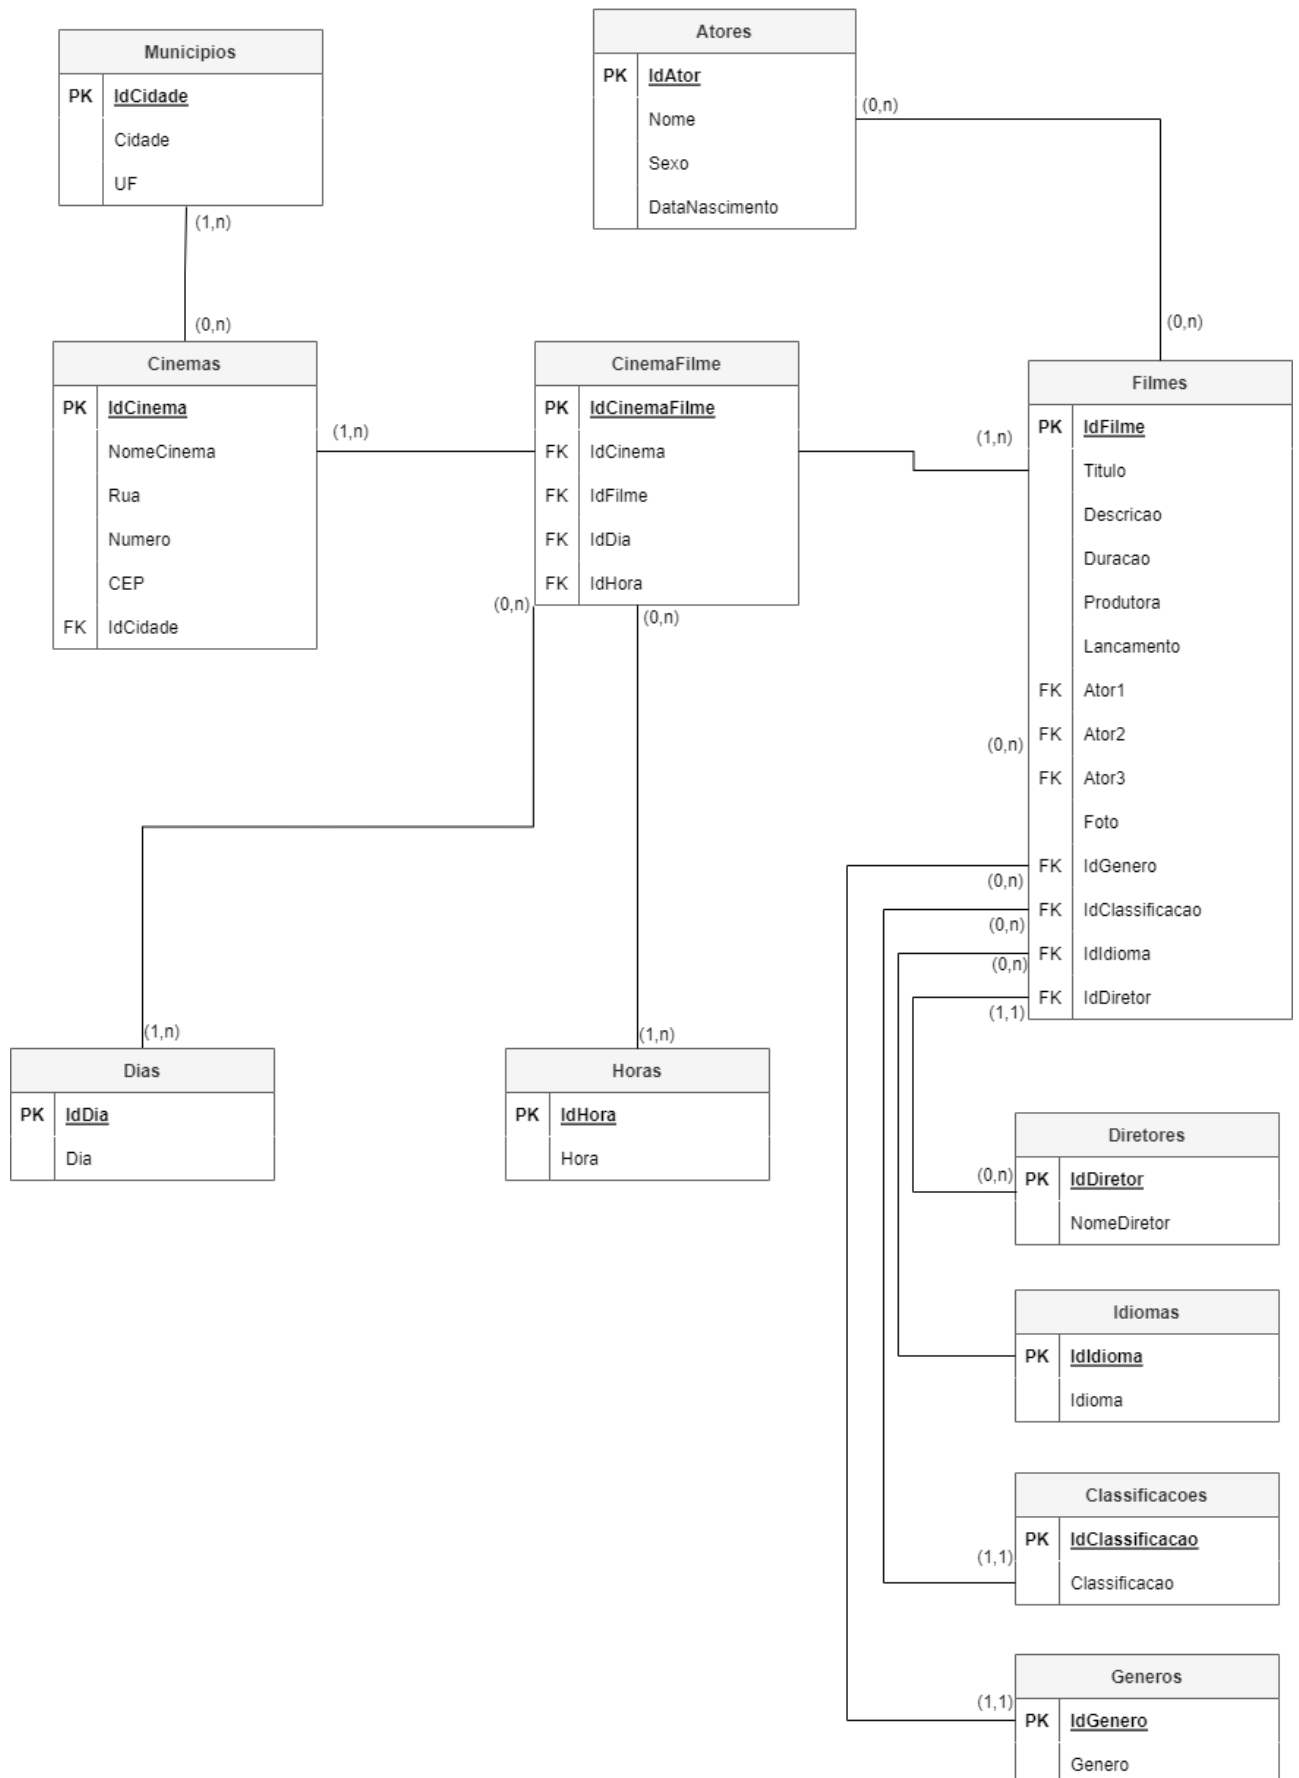 Municipios
PK IdCidade
Cidade
UF
(1,n)
Atores
PK IdAtor
Nome
Sexo
DataNascimento
(0,n)
(0,n)
(0,n)
Cinemas
PK IdCinema
NomeCinema
Rua
Numero
CEP
FK IdCidade
(1,n)
CinemaFilme
PK IdCinemaFilme
FK IdCinema
FK IdFilme
FK IdDia
FK IdHora
(0,n)
(0,n)
(1,n)
Filmes
PK IdFilme
Titulo
Descricao
Duracao
Produtora
Lancamento
FK Ator1
(0,n) FK Ator2
FK Ator3
Foto
FK IdGenero
(0,n)
FK IdClassificacao
(0,n)
FK IdIdioma
(0,n)
FK IdDiretor
(1,1)
(1,n)
Dias
PK IdDia
Dia
(1,n)
Horas
PK IdHora
Hora
Diretores
(0,n) PK IdDiretor
NomeDiretor
Idiomas
PK IdIdioma
Idioma
Classificacoes
PK IdClassificacao
(1,1)
Classificacao
Generos
(1,1)
PK IdGenero
Genero